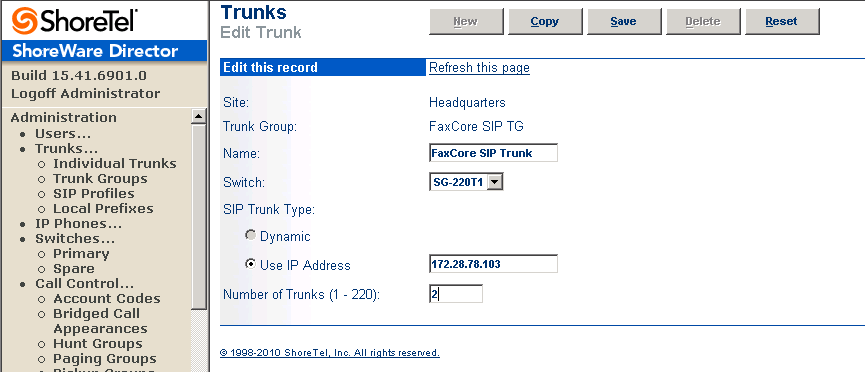 ShoreTel
ShoreWare Director
Build 15.41.6901.0
Logoff Administrator
Administration
Users...
Trunks...
Individual Trunks
Trunk Groups
SIP Profiles
Local Prefixes
IP Phones...
Switches...
Primary
Spare
Call Control...
Account Codes
Bridged Call
Appearances
Hunt Groups
Paging Groups
Pickup Groups
Trunks
Edit Trunk
New Copy Save Delete Reset
Edit this record Refresh this page
Site: Headquarters
Trunk Group: FaxCore SIP TG
Name: FaxCore SIP Trunk
Switch: SG-220T1
SIP Trunk Type:
Dynamic
Use IP Address 172.28.78.103
Number of Trunks (1 - 220): 2
© 1998-2010 ShoreTel, Inc. All rights reserved.